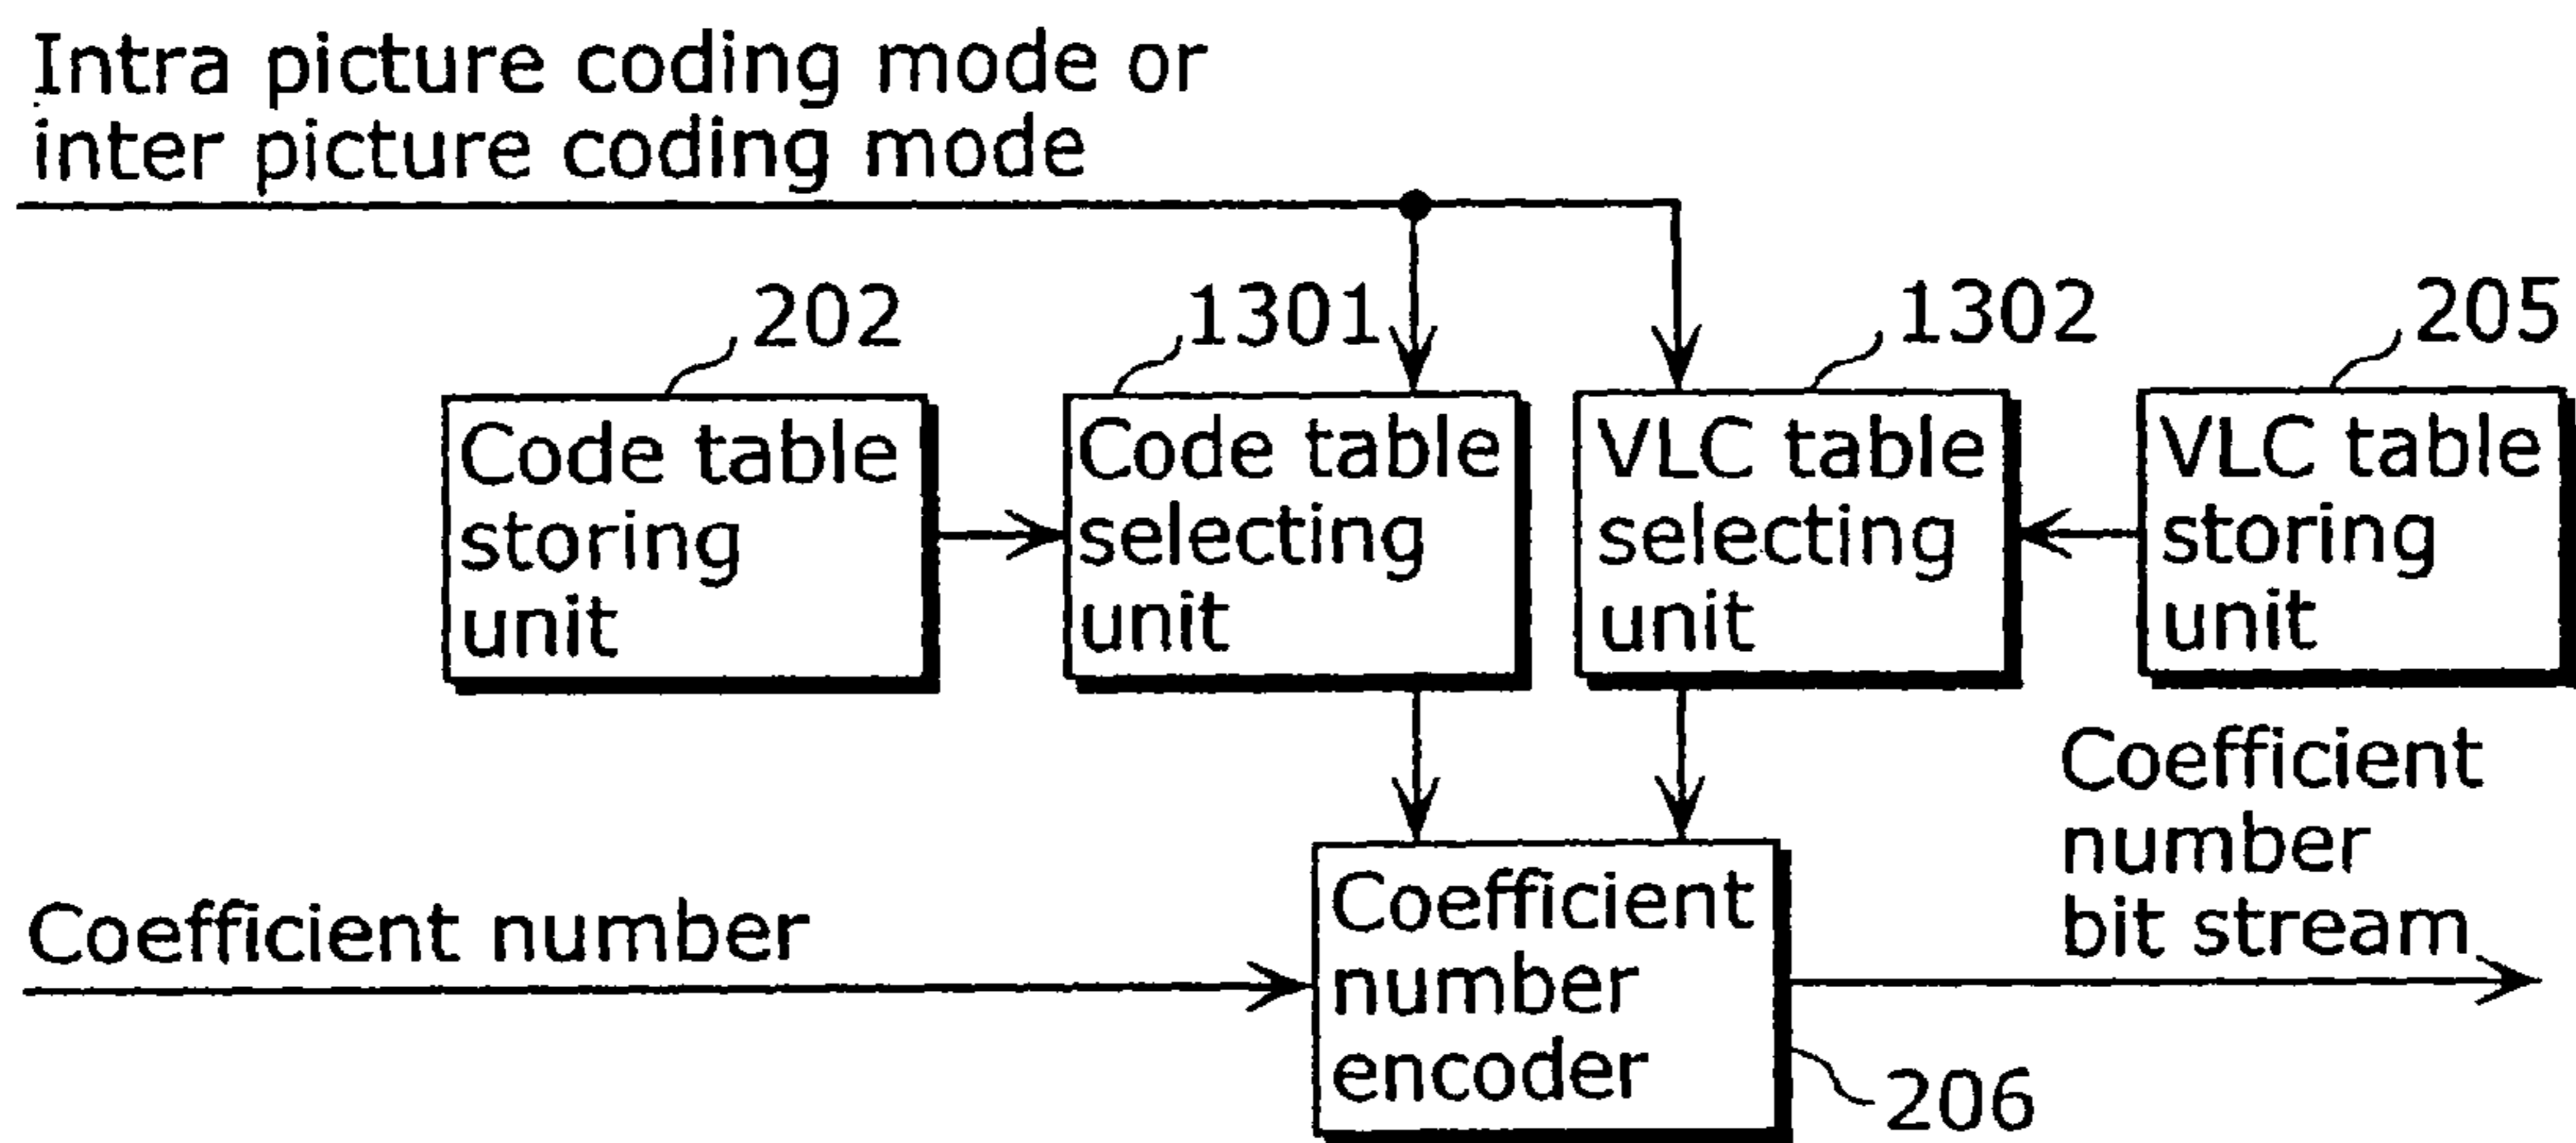 Intra picture coding mode or
inter picture coding mode
202
1301
1302
205
Code table
storing
unit
Code table
selecting
unit
VLC table
selecting
unit
VLC table
storing
unit
Coefficient
number
bit stream
Coefficient number
Coefficient
number
encoder
206